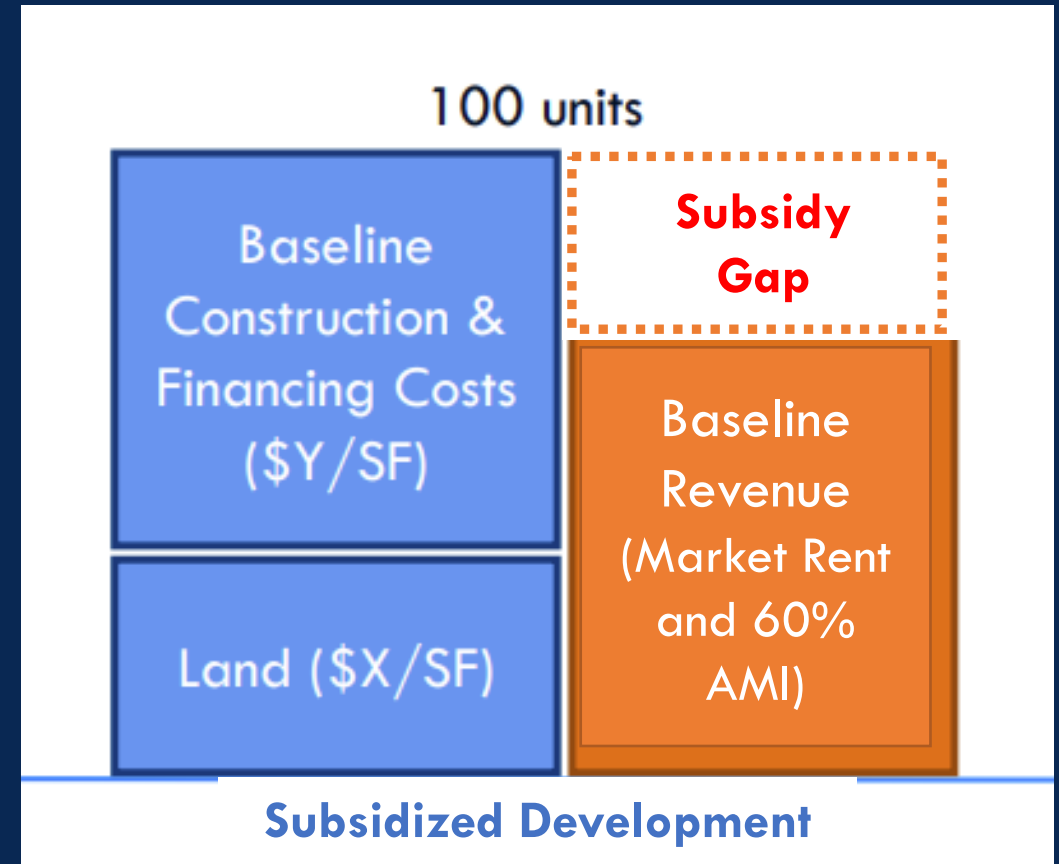 100 units
Baseline
Construction &
Financing Costs
($Y/SF)
Land ($X/SF)
Subsidy
Gap
Baseline
Revenue
(Market Rent
and 60%
AMI)
Subsidized Development